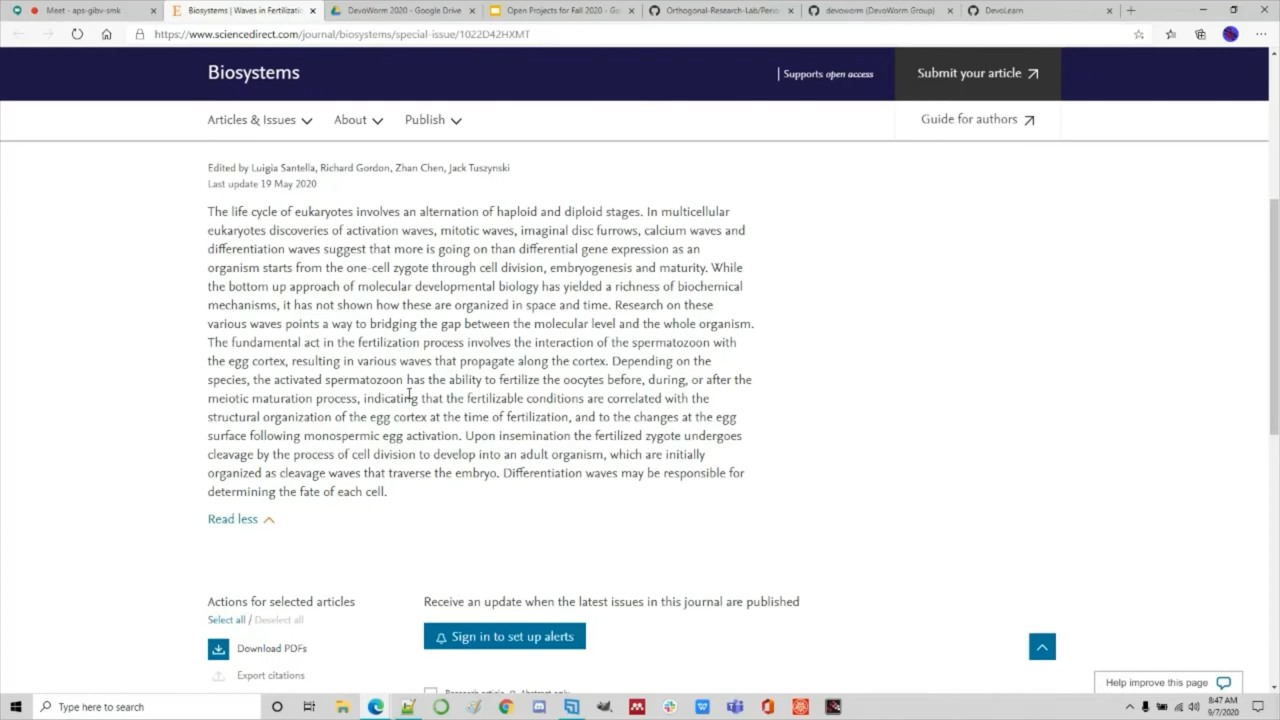 Meet - aps-gibv-smk
Biosystems | Waves in Fertilizatio
DevoWorm 2020 - Google Drive
Open Projects for Fall 2020 - Go
Orthogonal-Research-Lab/Perso
devoworm (DevoWorm Group)
DevoLearn
https://www.sciencedirect.com/journal/biosystems/special-issue/1022D42HXMT
Biosystems
Supports open access
Submit your article
Articles & Issues
About
Publish
Guide for authors
Edited by Luigia Santella, Richard Gordon, Zhan Chen, Jack Tuszynski
Last update 19 May 2020
The life cycle of eukaryotes involves an alternation of haploid and diploid stages. In multicellular
eukaryotes discoveries of activation waves, mitotic waves, imaginal disc furrows, calcium waves and
differentiation waves suggest that more is going on than differential gene expression as an
organism starts from the one-cell zygote through cell division, embryogenesis and maturity. While
the bottom up approach of molecular developmental biology has yielded a richness of biochemical
mechanisms, it has not shown how these are organized in space and time. Research on these
various waves points a way to bridging the gap between the molecular level and the whole organism.
The fundamental act in the fertilization process involves the interaction of the spermatozoon with
the egg cortex, resulting in various waves that propagate along the cortex. Depending on the
species, the activated spermatozoon has the ability to fertilize the oocytes before, during, or after the
meiotic maturation process, indicating that the fertilizable conditions are correlated with the
structural organization of the egg cortex at the time of fertilization, and to the changes at the egg
surface following monospermic egg activation. Upon insemination the fertilized zygote undergoes
cleavage by the process of cell division to develop into an adult organism, which are initially
organized as cleavage waves that traverse the embryo. Differentiation waves may be responsible for
determining the fate of each cell.
Read less
Actions for selected articles
Receive an update when the latest issues in this journal are published
Select all / Deselect all
Sign in to set up alerts
Download PDFs
Export citations
Research article
Abstract only
Help improve this page
Type here to search
8:47 AM
9/7/2020